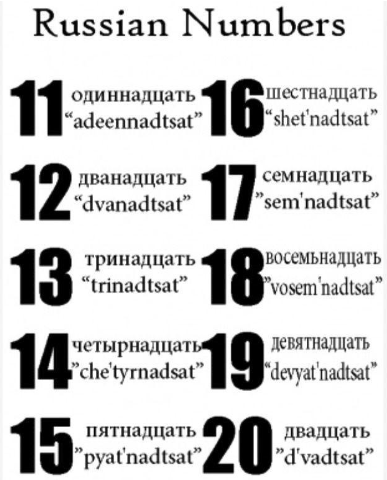 Russian Numbers
11 одиннадцать
“adeennadtsat”
12 дванадцать
“dvanadtsat”
13 тринадцать
“trinadtsat”
14 четырнадцать
”che'tyrnadsat”
15 пятнадцать
”pyat'nadtsat”
16 шестнадцать
“shet'nadtsat”
17 семнадцать
”sem'nadtsat”
18 восемьнадцать
”vosem'nadtsat”
19 девятнадцать
“devyat'nadtsat”
20 двадцать
”d'vadtsat”